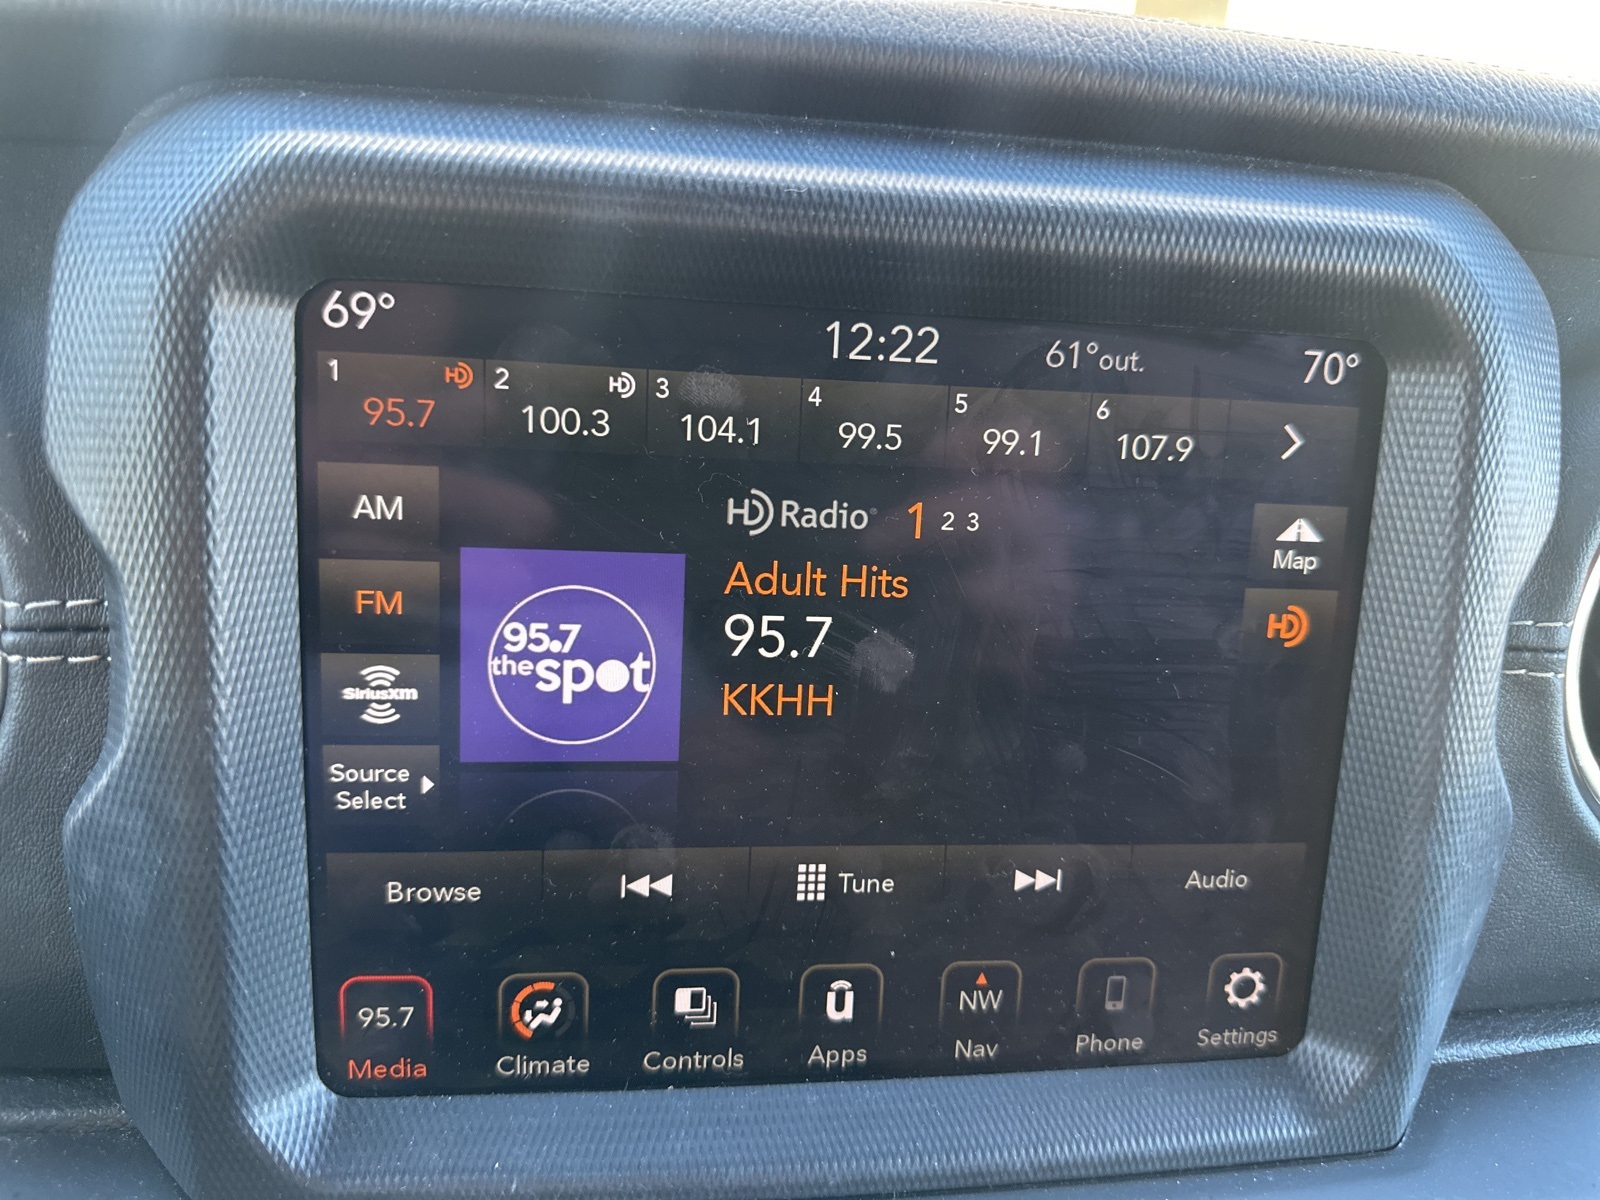 69° 12:22 61°out. 70°
1 HD 2 HD 3 4 5 6
95.7 100.3 104.1 99.5 99.1 107.9
AM
HD Radio® 1 2 3
Map
FM
Adult Hits
95.7
KKHH
HD
95.7
the spot
SiriusXM
Source
Select
Browse Tune Audio
95.7 NW
Media Climate Controls Apps Nav Phone Settings